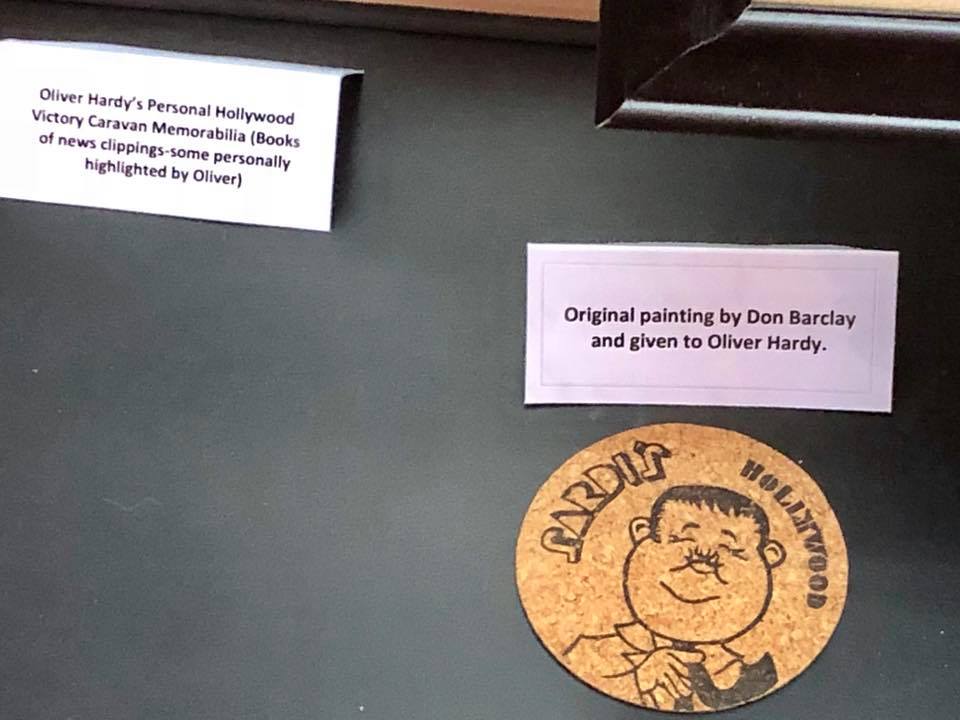 Oliver Hardy's Personal Hollywood
Victory Caravan Memorabilia (Books
of news clippings-some personally
highlighted by Oliver)
Original painting by Don Barclay
and given to Oliver Hardy.
SARDI'S
HOLLYWOOD